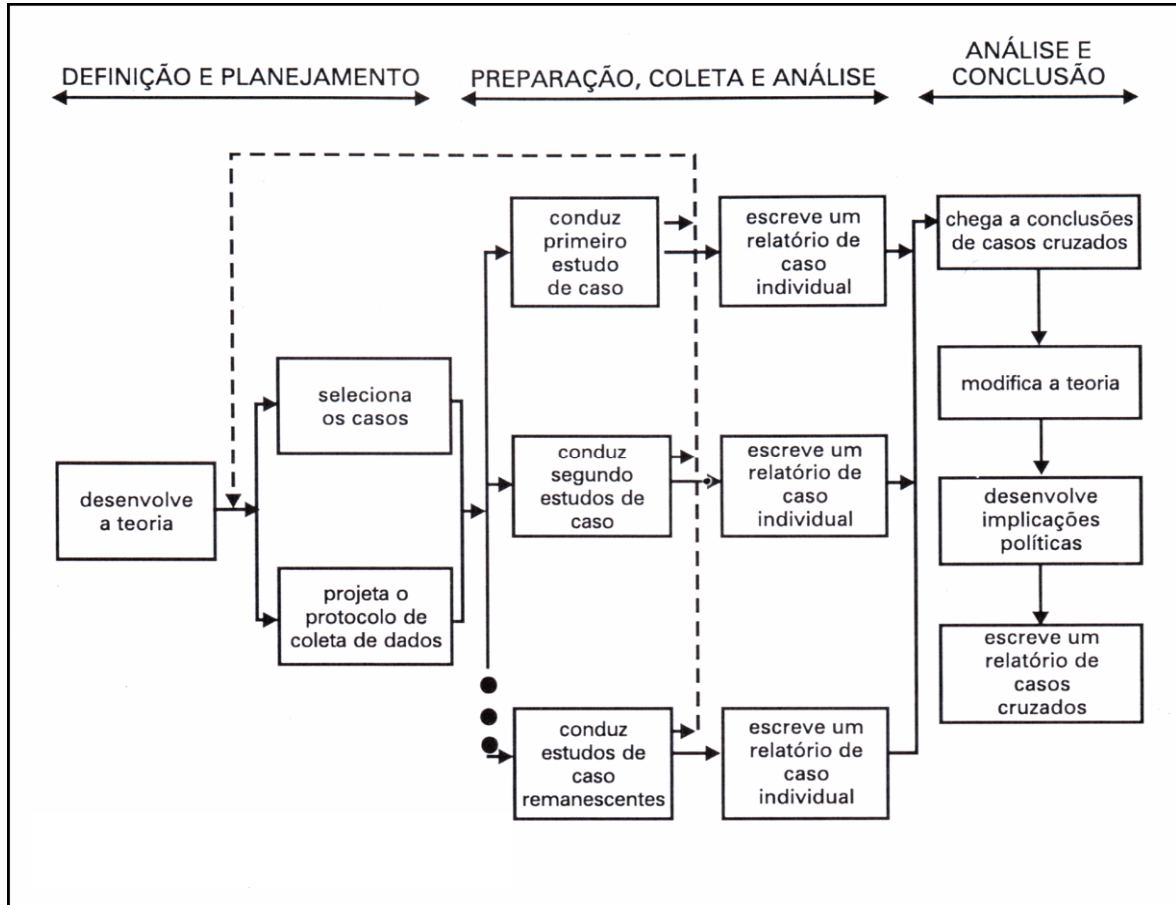 DEFINIÇÃO E PLANEJAMENTO
PREPARAÇÃO, COLETA E ANÁLISE
ANÁLISE E
CONCLUSÃO
desenvolve
a teoria
seleciona
os casos
projeta o
protocolo de
coleta de dados
conduz
primeiro
estudo
de caso
escreve um
relatório de
caso
individual
conduz
segundo
estudos de
caso
escreve um
relatório de
caso
individual
conduz
estudos de
caso
remanescentes
escreve um
relatório de
caso
individual
chega a conclusões
de casos cruzados
modifica a teoria
desenvolve
implicações
políticas
escreve um
relatório de
casos
cruzados